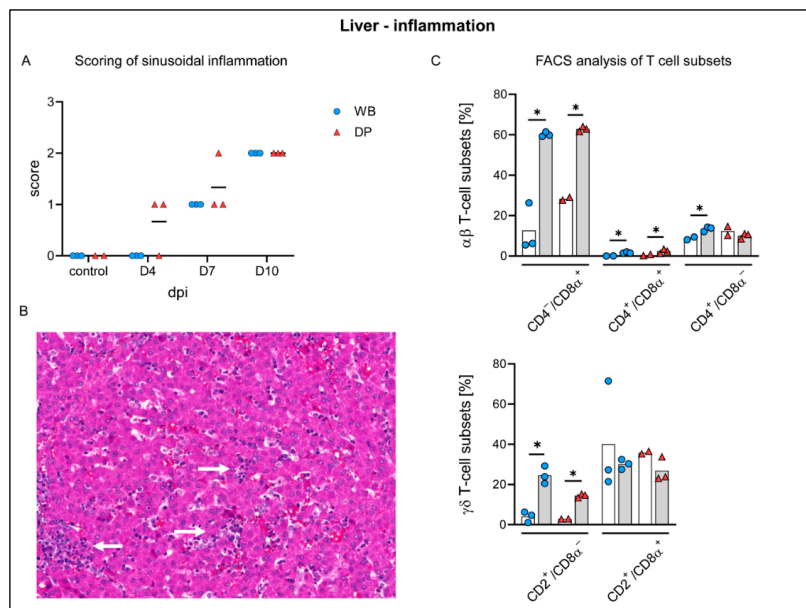 Liver - inflammation
A
Scoring of sinusoidal inflammation
3
2
1
0
score
control
D4
D7
D10
dpi
WB
DP
B
C
FACS analysis of T cell subsets
80
60
40
20
0
αβ T-cell subsets [%]
*
*
*
*
*
CD4⁻/CD8α⁺
CD4⁺/CD8α⁺
CD4⁺/CD8α⁻
80
60
40
20
0
γδ T-cell subsets [%]
*
*
CD2⁺/CD8α⁻
CD2⁺/CD8α⁺